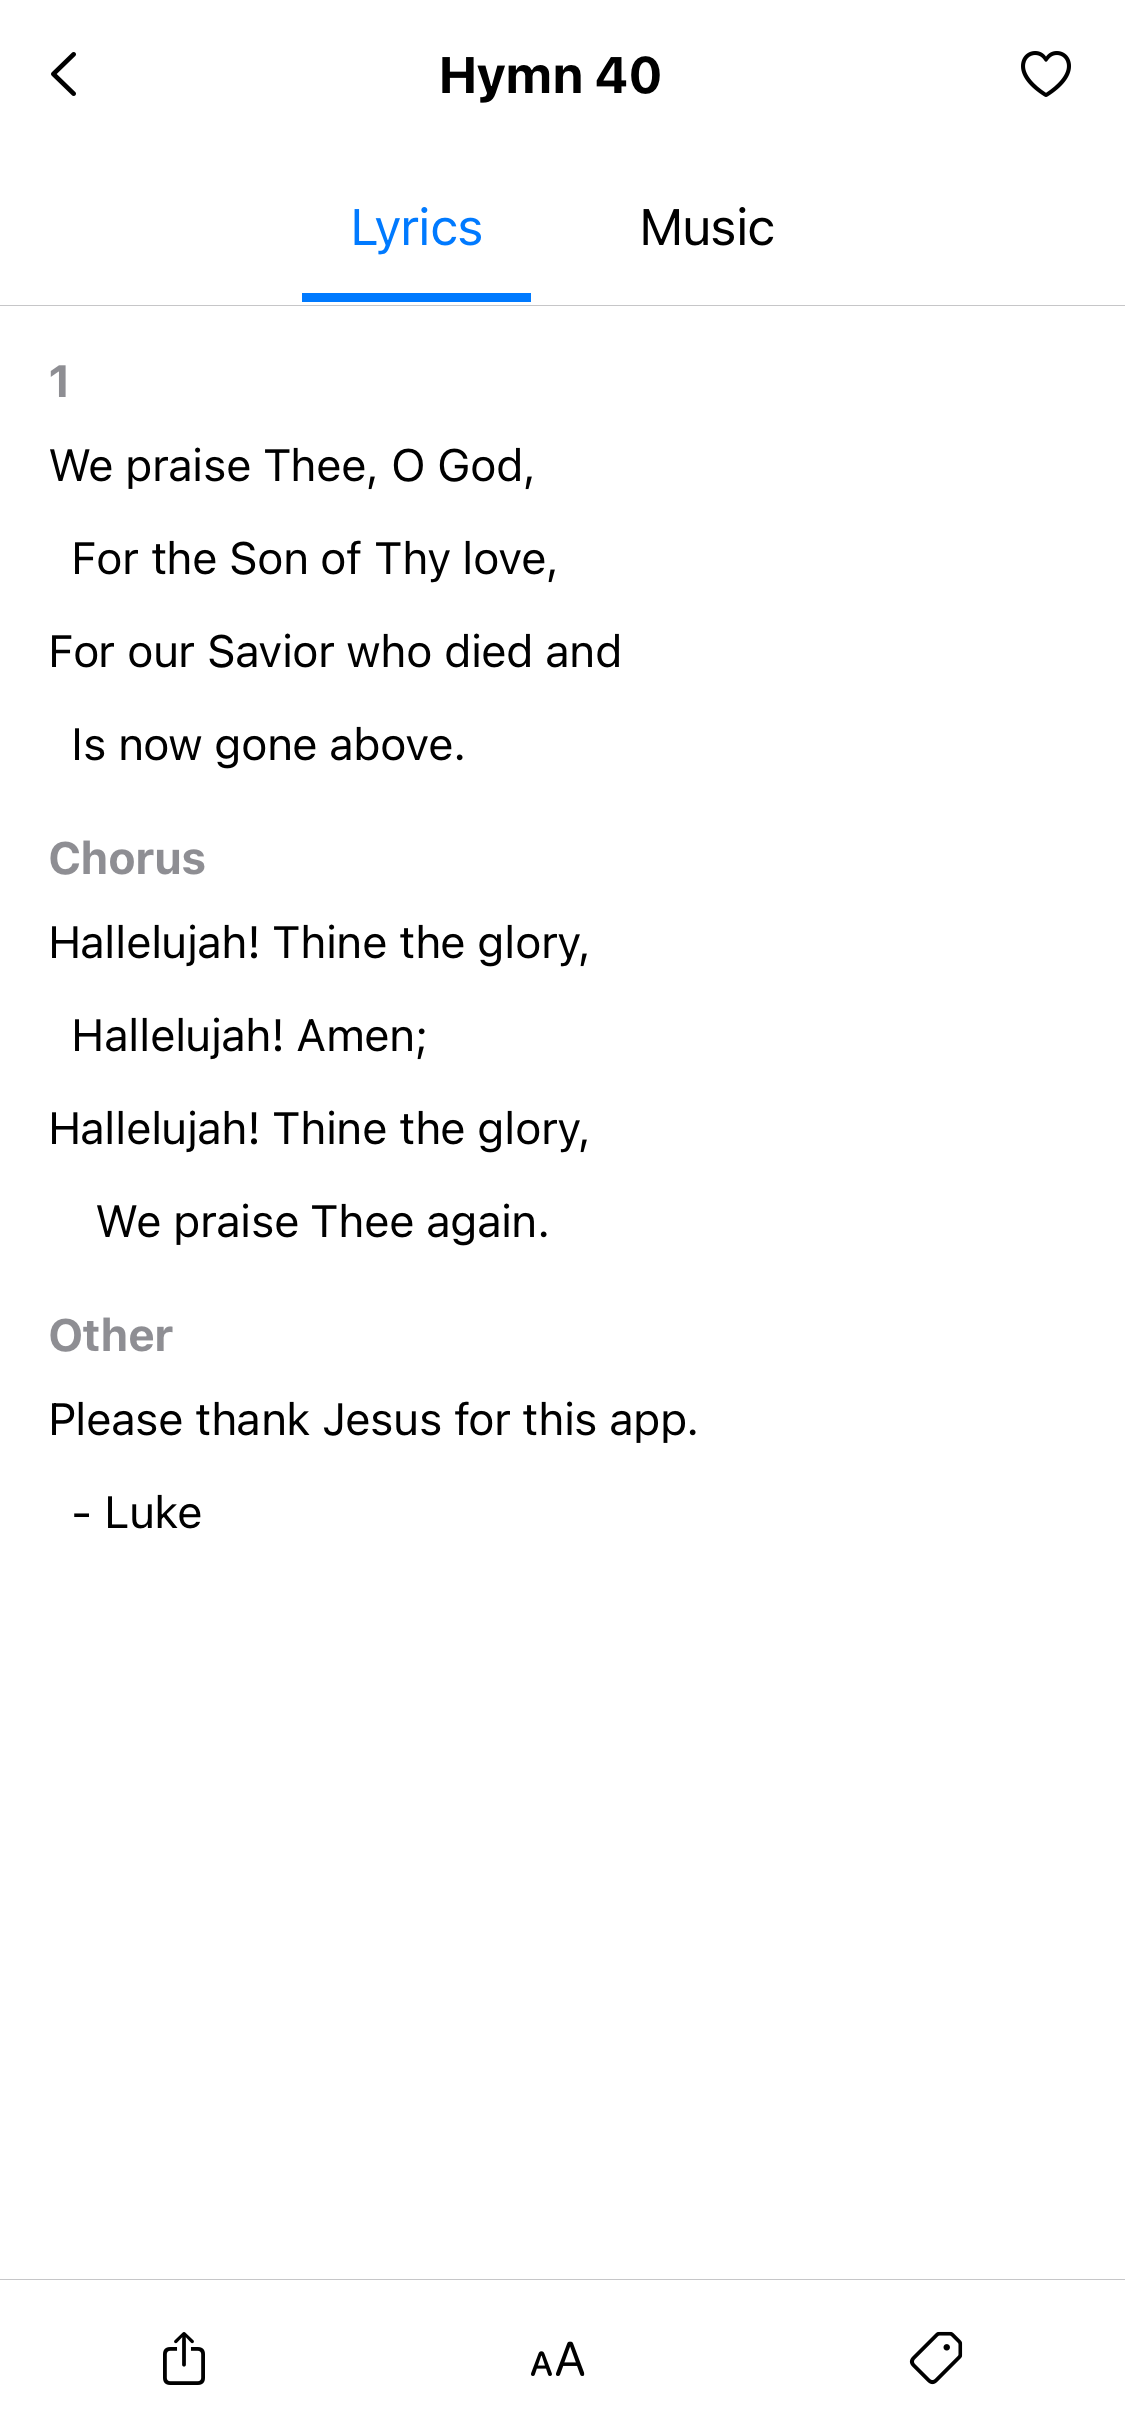 Hymn 40
Lyrics Music
1
We praise Thee, O God,
For the Son of Thy love,
For our Savior who died and
Is now gone above.
Chorus
Hallelujah! Thine the glory,
Hallelujah! Amen;
Hallelujah! Thine the glory,
We praise Thee again.
Other
Please thank Jesus for this app.
- Luke
AA